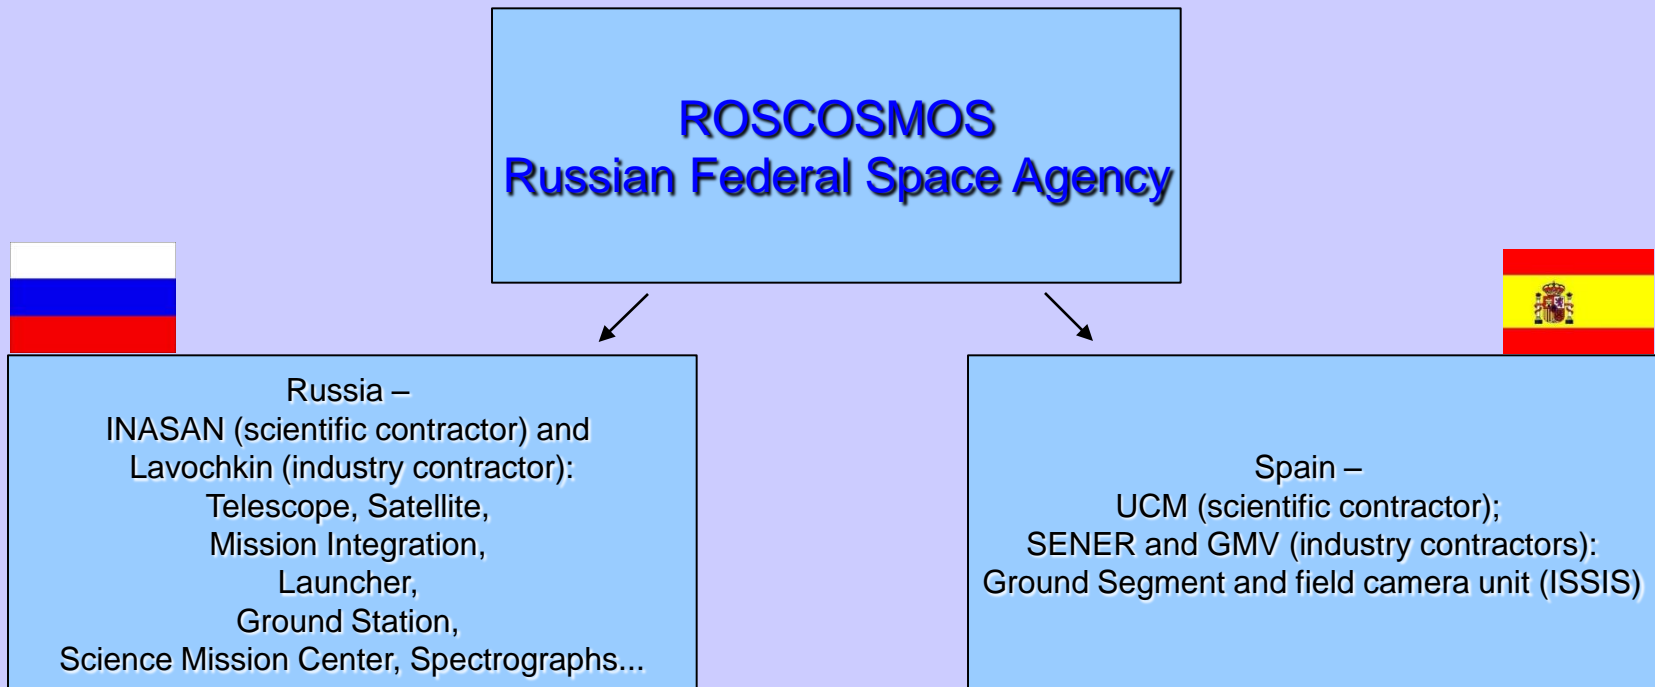 ROSCOSMOS
Russian Federal Space Agency
Russia –
INASAN (scientific contractor) and
Lavochkin (industry contractor):
Telescope, Satellite,
Mission Integration,
Launcher,
Ground Station,
Science Mission Center, Spectrographs...
Spain –
UCM (scientific contractor);
SENER and GMV (industry contractors):
Ground Segment and field camera unit (ISSIS)